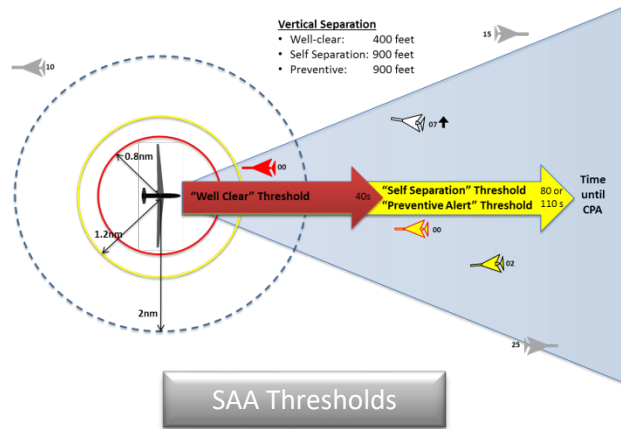 Vertical Separation
• Well-clear: 400 feet
• Self Separation: 900 feet
• Preventive: 900 feet
10
15
07
0.8nm
00
"Well Clear" Threshold
40s
"Self Separation" Threshold
"Preventive Alert" Threshold
80 or
110 s
Time
until
CPA
1.2nm
00
02
2nm
25
SAA Thresholds